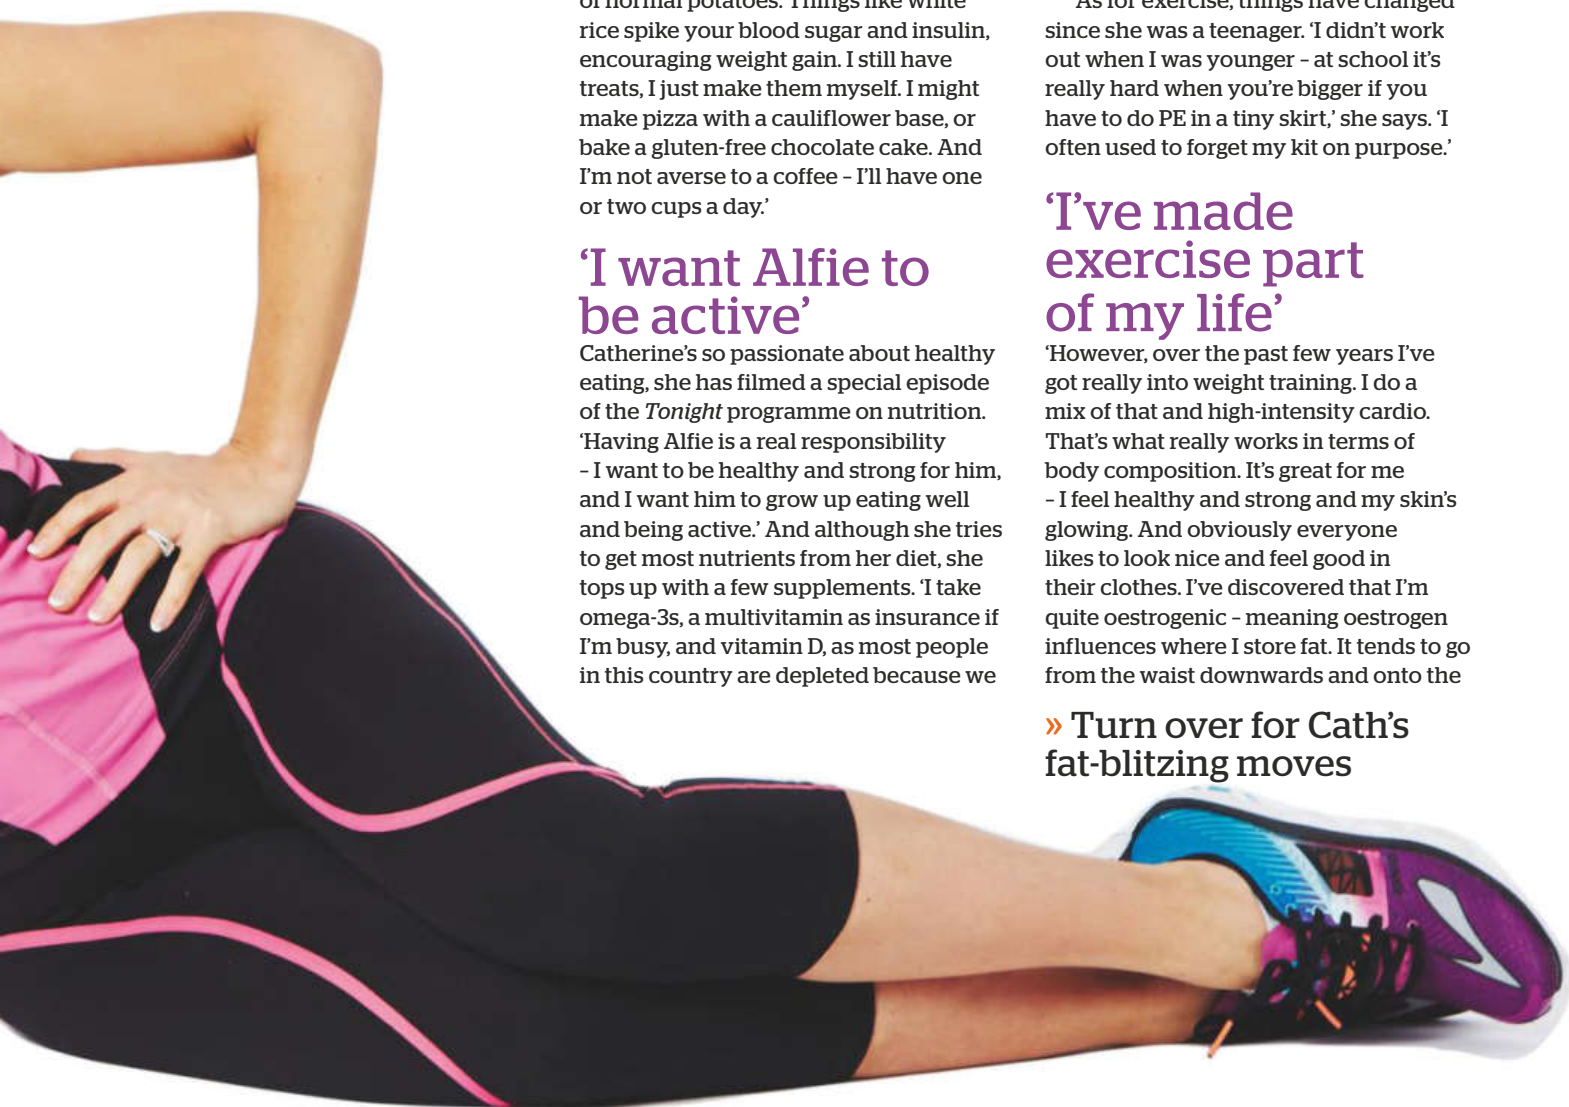 of normal potatoes. Things like white
rice spike your blood sugar and insulin,
encouraging weight gain. I still have
treats, I just make them myself. I might
make pizza with a cauliflower base, or
bake a gluten-free chocolate cake. And
I'm not averse to a coffee – I'll have one
or two cups a day.’
‘I want Alfie to
be active’
Catherine’s so passionate about healthy
eating, she has filmed a special episode
of the Tonight programme on nutrition.
‘Having Alfie is a real responsibility
– I want to be healthy and strong for him,
and I want him to grow up eating well
and being active.’ And although she tries
to get most nutrients from her diet, she
tops up with a few supplements. ‘I take
omega-3s, a multivitamin as insurance if
I’m busy, and vitamin D, as most people
in this country are depleted because we
As for exercise, things have changed
since she was a teenager. ‘I didn’t work
out when I was younger – at school it’s
really hard when you’re bigger if you
have to do PE in a tiny skirt,’ she says. ‘I
often used to forget my kit on purpose.’
‘I’ve made
exercise part
of my life’
‘However, over the past few years I’ve
got really into weight training. I do a
mix of that and high-intensity cardio.
That’s what really works in terms of
body composition. It’s great for me
– I feel healthy and strong and my skin’s
glowing. And obviously everyone
likes to look nice and feel good in
their clothes. I’ve discovered that I’m
quite oestrogenic – meaning oestrogen
influences where I store fat. It tends to go
from the waist downwards and onto the
» Turn over for Cath’s
fat-blitzing moves